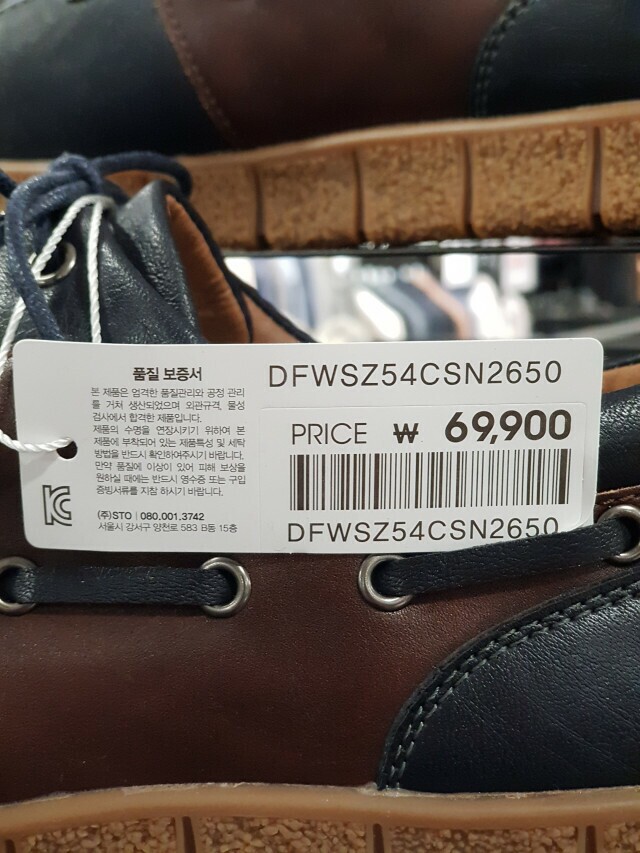 품질 보증서
본 제품은 엄격한 품질관리와 공정 관리
를 거쳐 생산되었으며 외관규격, 물성
검사에서 합격한 제품입니다.
제품의 수명을 연장시키기 위하여 본
제품에 부착되어 있는 제품특성 및 세탁
방법을 반드시 확인하여주시기 바랍니다.
만약 품질에 이상이 있어 피해 보상을
원하실 때에는 반드시 영수증 또는 구입
증빙서류를 지참 하시기 바랍니다.
(주)STO | 080.001.3742
서울시 강서구 양천로 583 B동 15층
DFWSZ54CSN2650
PRICE ₩ 69,900
DFWSZ54CSN2650